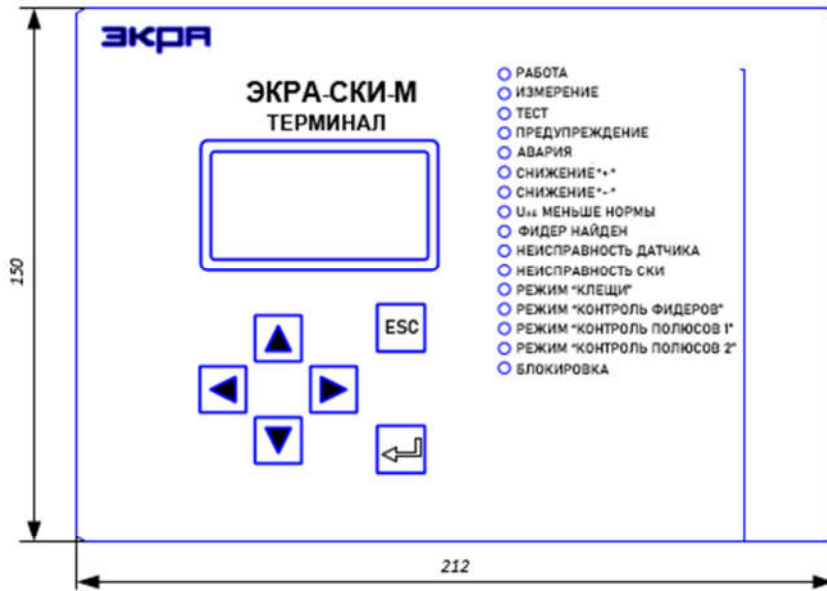 ЭКРА
ЭКРА-СКИ-М
ТЕРМИНАЛ
РАБОТА
ИЗМЕРЕНИЕ
ТЕСТ
ПРЕДУПРЕЖДЕНИЕ
АВАРИЯ
СНИЖЕНИЕ"+"
СНИЖЕНИЕ"-"
МЕНЬШЕ НОРМЫ
ФИДЕР НАЙДЕН
НЕИСПРАВНОСТЬ ДАТЧИКА
НЕИСПРАВНОСТЬ СКИ
РЕЖИМ "КЛЕЩИ"
РЕЖИМ "КОНТРОЛЬ ФИДЕРОВ"
РЕЖИМ "КОНТРОЛЬ ПОЛЮСОВ 1"
РЕЖИМ "КОНТРОЛЬ ПОЛЮСОВ 2"
БЛОКИРОВКА
ESC
150
212